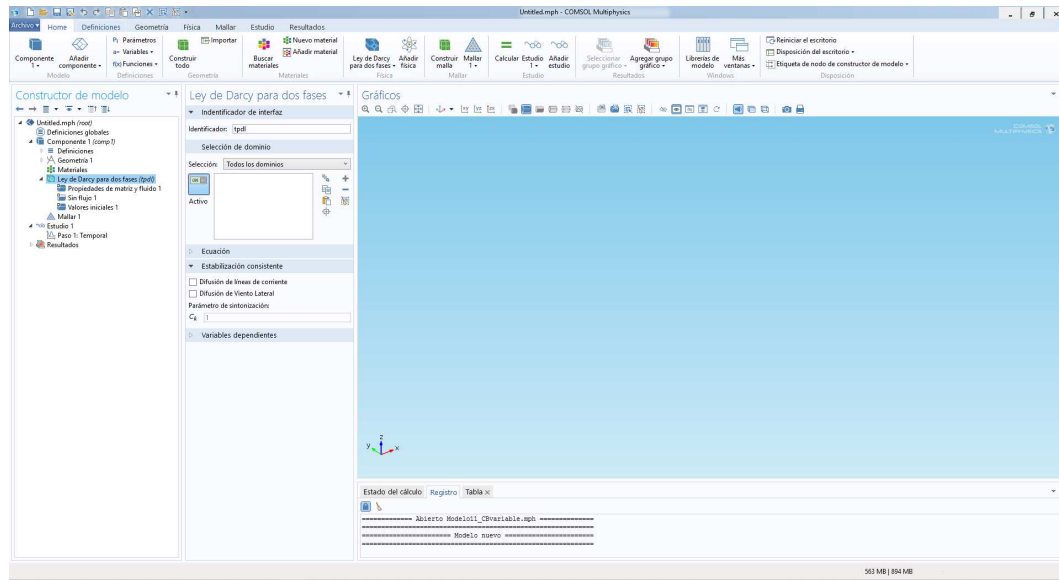 Untitled.mph - COMSOL Multiphysics
Archivo Home Definiciones Geometría Física Mallar Estudio Resultados
Componente 1
Añadir componente
Modelo
Pi Parámetros
a= Variables
f(x) Funciones
Definiciones
Construir todo
Importar
Geometría
Buscar materiales
Nuevo material
Añadir material
Materiales
Ley de Darcy para dos fases
Añadir física
Física
Construir malla
Mallar 1
Mallar
Calcular
Estudio 1
Añadir estudio
Estudio
Seleccionar grupo gráfico
Agregar grupo gráfico
Resultados
Librerías de modelo
Más ventanas
Windows
Reiniciar el escritorio
Disposición del escritorio
Etiqueta de nodo de constructor de modelo
Disposición
Constructor de modelo
Untitled.mph (root)
Definiciones globales
Componente 1 (comp1)
Definiciones
Geometría 1
Materiales
Ley de Darcy para dos fases (tpdl)
Propiedades de matriz y fluido 1
Sin flujo 1
Valores iniciales 1
Mallar 1
Estudio 1
Paso 1: Temporal
Resultados
Ley de Darcy para dos fases
Indentificador de interfaz
Identificador: tpdl
Selección de dominio
Selección: Todos los dominios
Activo
Ecuación
Estabilización consistente
Difusión de líneas de corriente
Difusión de Viento Lateral
Parámetro de sintonización:
1
Variables dependientes
Gráficos
COMSOL
MULTIPHYSICS
z
y
x
Estado del cálculo Registro Tabla
============= Abierto Modelo11_CBvariable.mph ==============
======================= Modelo nuevo =======================
563 MB | 894 MB